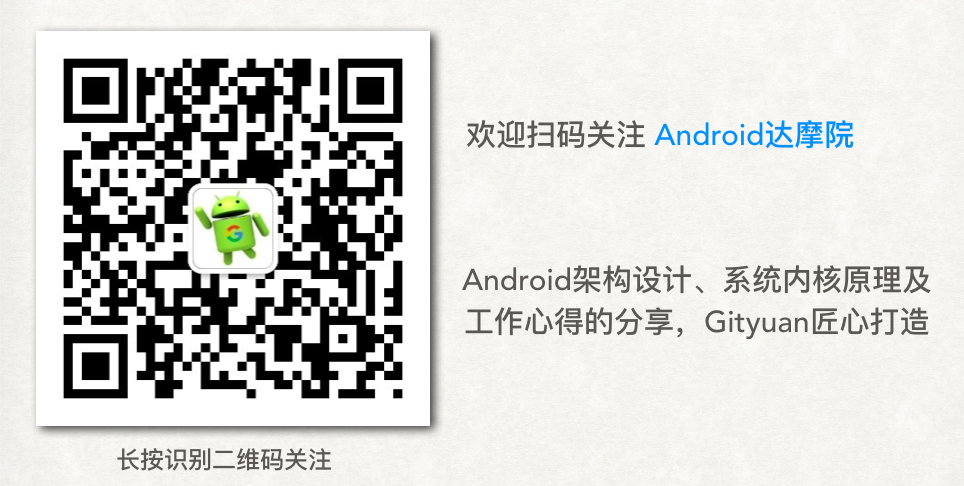 欢迎扫码关注 Android达摩院
Android架构设计、系统内核原理及
工作心得的分享，Gityuan匠心打造
长按识别二维码关注